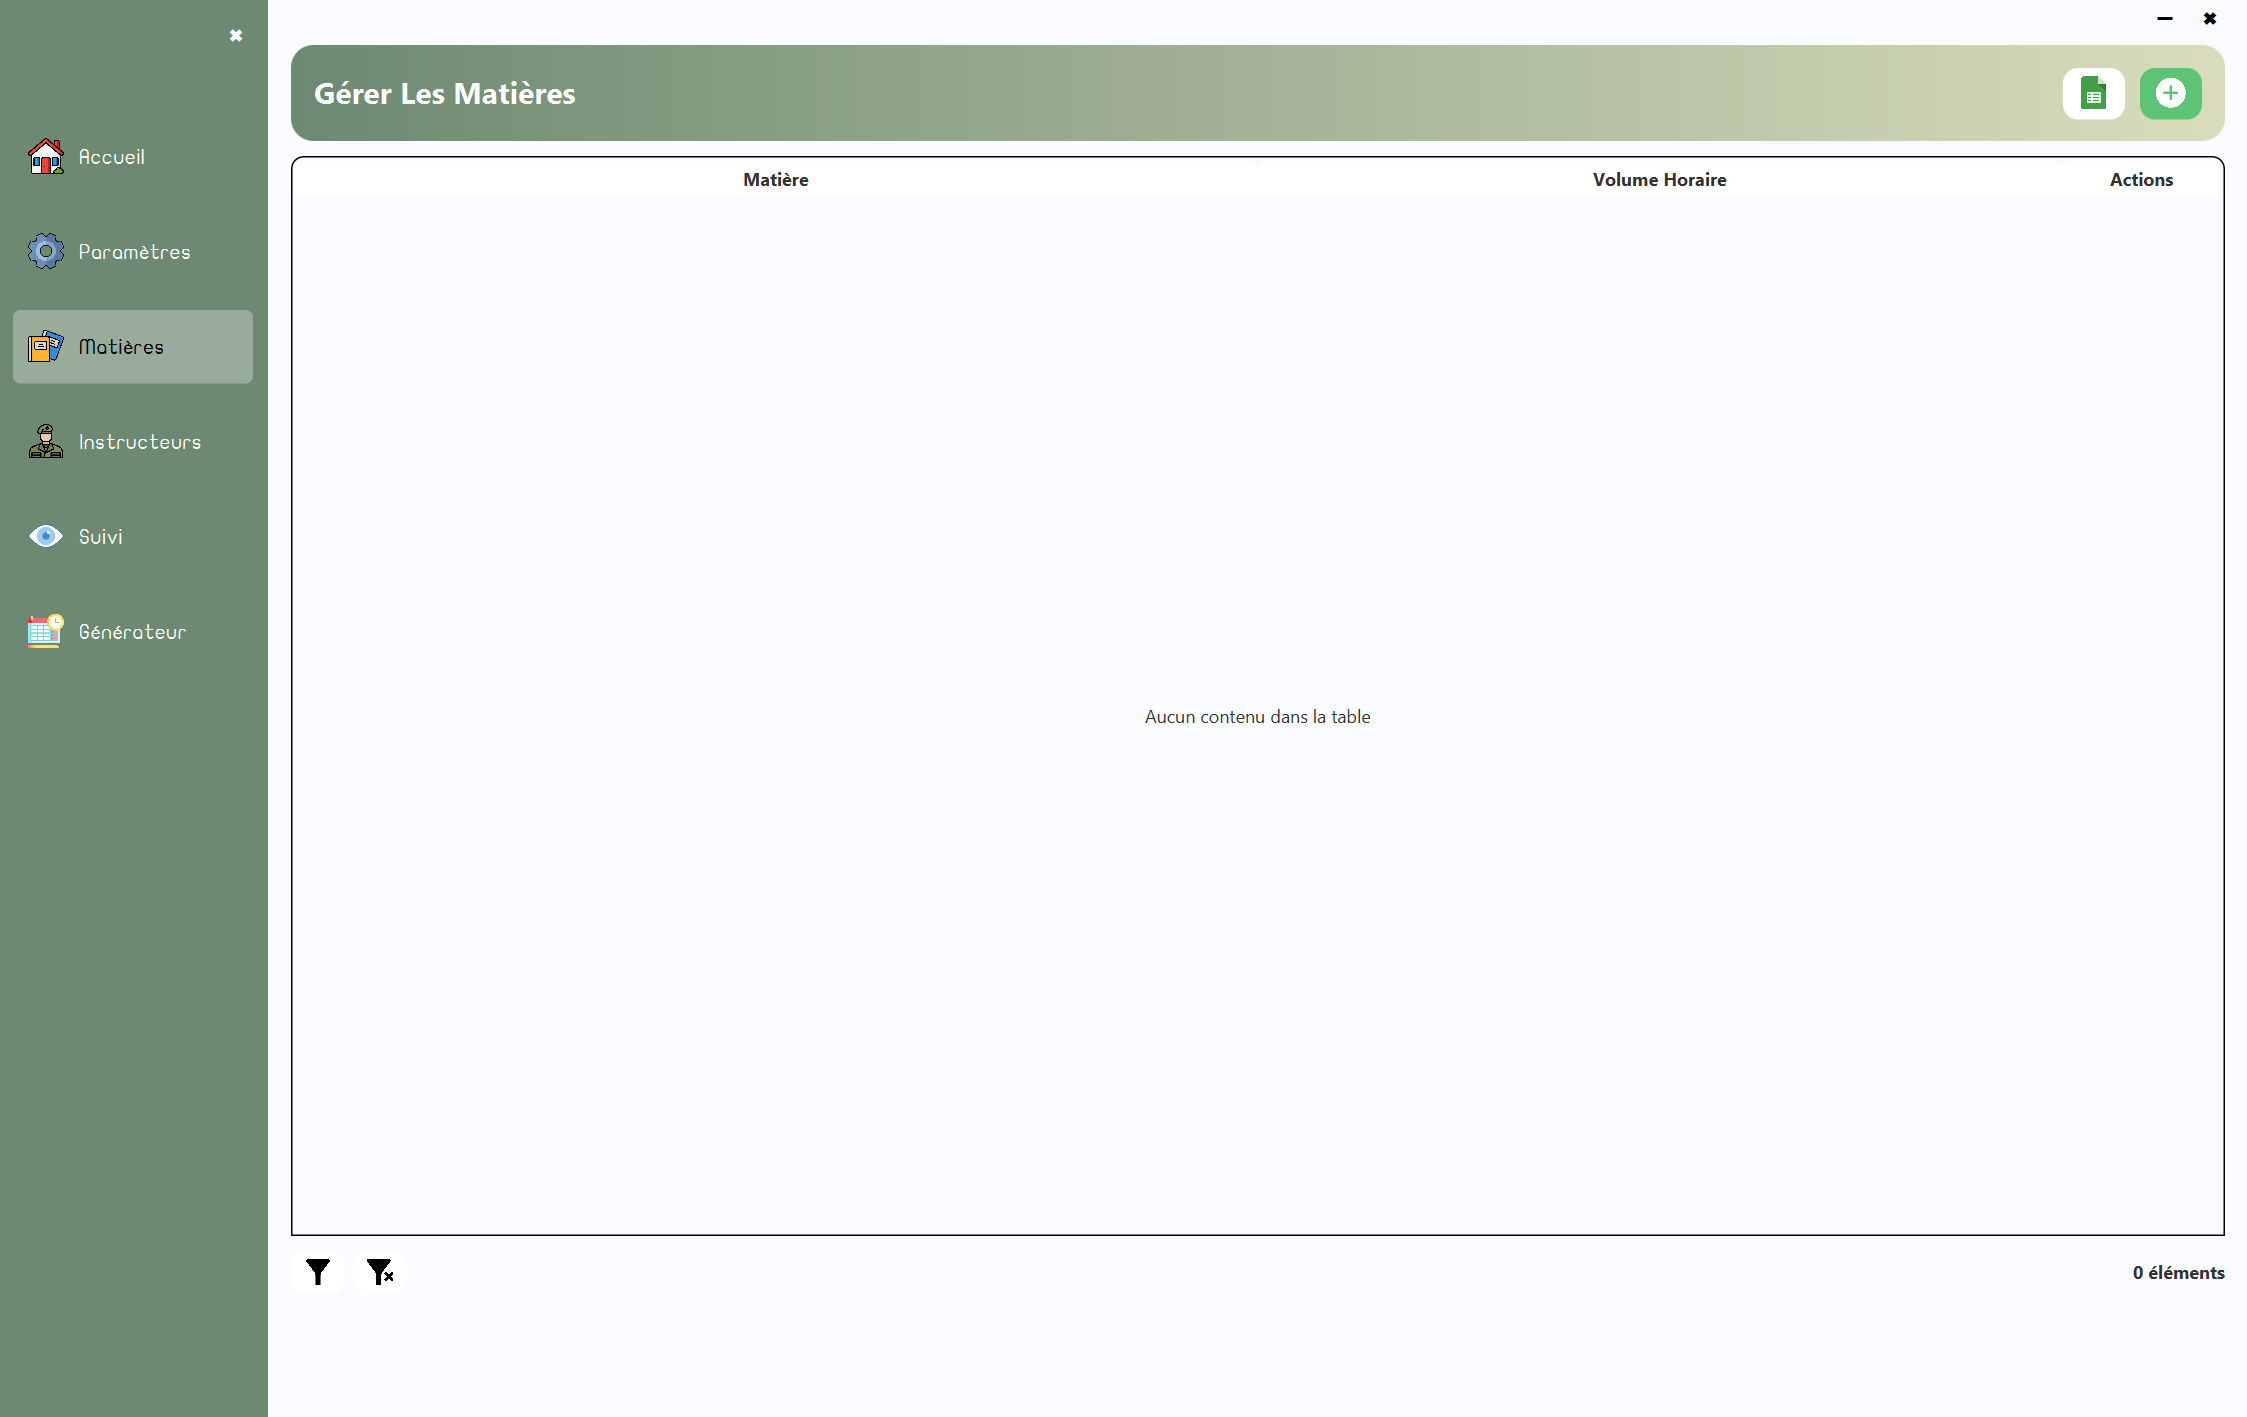 Accueil
Paramètres
Matières
Instructeurs
Suivi
Générateur
Gérer Les Matières
Matière Volume Horaire Actions
Aucun contenu dans la table
0 éléments